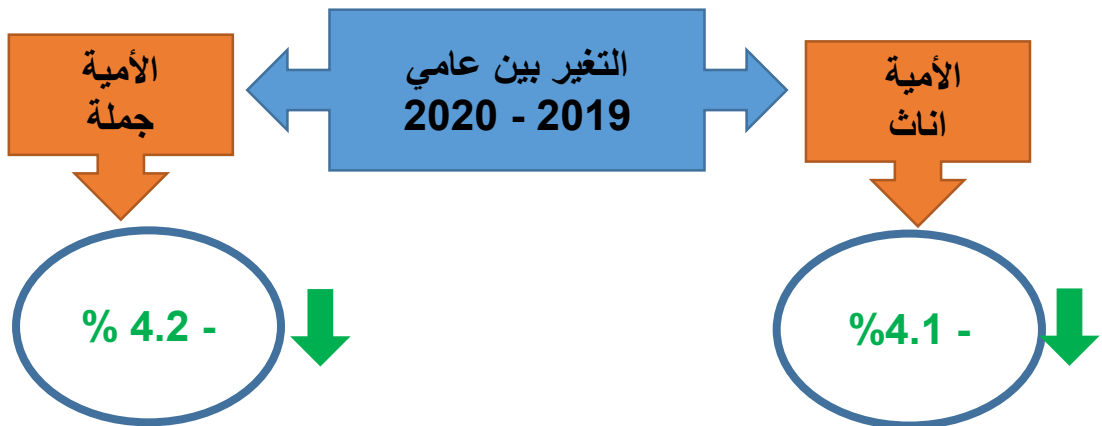 التغير بين عامي
2019 - 2020
الأمية
اناث
الأمية
جملة
- 4.1%
- 4.2 %